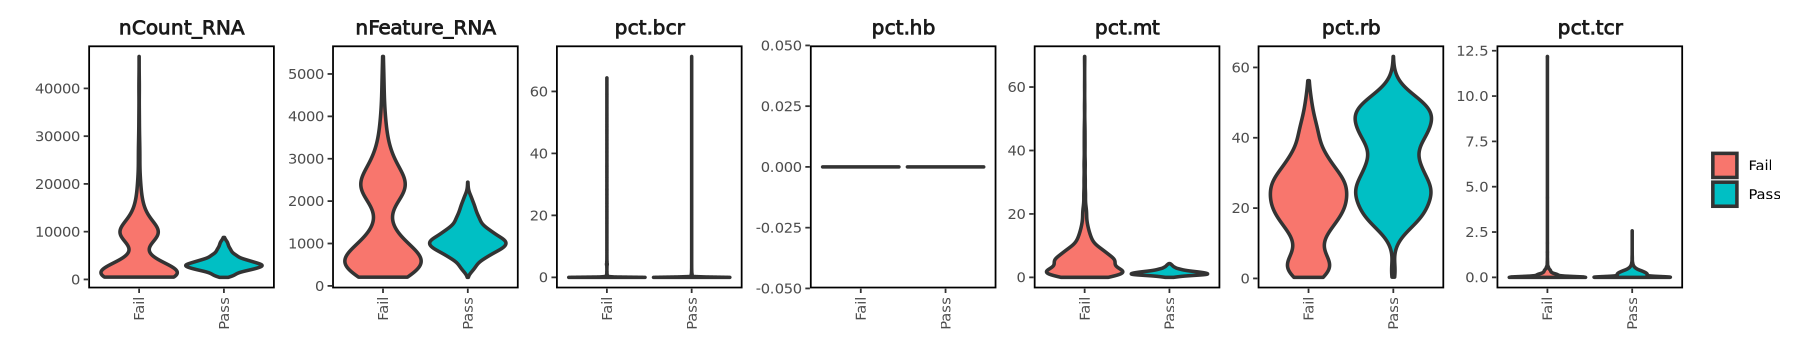 nCount_RNA
40000
30000
20000
10000
0
Fail
Pass
nFeature_RNA
5000
4000
3000
2000
1000
0
Fail
Pass
pct.bcr
60
40
20
0
Fail
Pass
pct.hb
0.050
0.025
0.000
-0.025
-0.050
Fail
Pass
pct.mt
60
40
20
0
Fail
Pass
pct.rb
60
40
20
0
Fail
Pass
pct.tcr
12.5
10.0
7.5
5.0
2.5
0.0
Fail
Pass
Fail
Pass